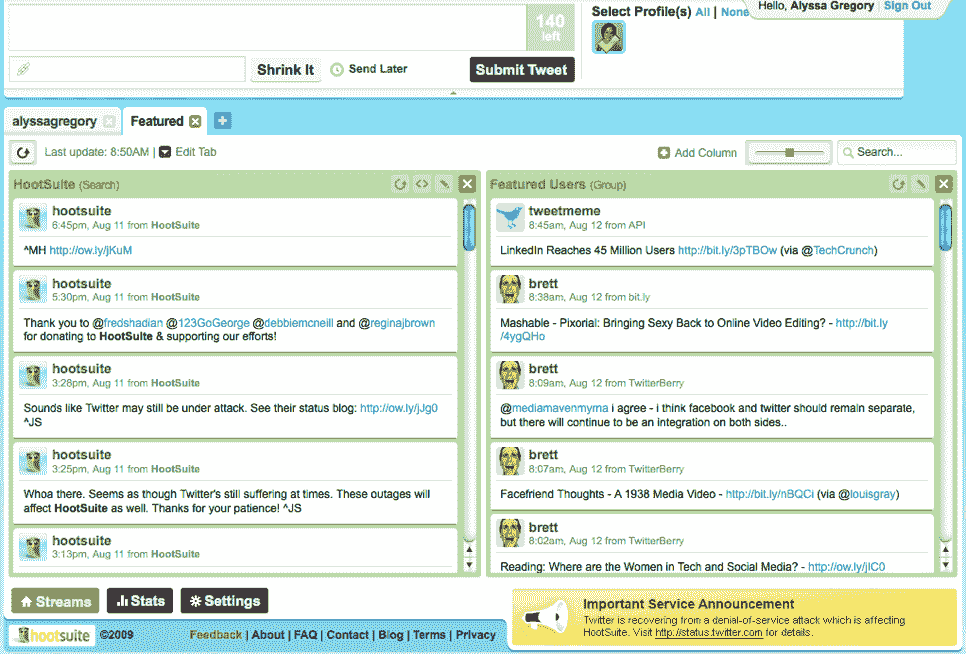 140
left
Select Profile(s) All | None
Hello, Alyssa Gregory | Sign Out
Shrink It
Send Later
Submit Tweet
alyssagregory
Featured
Last update: 8:50AM | Edit Tab
Add Column
Search...
HootSuite (Search)
hootsuite
6:45pm, Aug 11 from HootSuite
^MH http://ow.ly/jKuM
hootsuite
5:30pm, Aug 11 from HootSuite
Thank you to @fredshadian @123GoGeorge @debbiemcneill and @reginajbrown
for donating to HootSuite & supporting our efforts!
hootsuite
3:28pm, Aug 11 from HootSuite
Sounds like Twitter may still be under attack. See their status blog: http://ow.ly/jJg0
^JS
hootsuite
3:25pm, Aug 11 from HootSuite
Whoa there. Seems as though Twitter's still suffering at times. These outages will
affect HootSuite as well. Thanks for your patience! ^JS
hootsuite
3:13pm, Aug 11 from HootSuite
Featured Users (Group)
tweetmeme
8:45am, Aug 12 from API
LinkedIn Reaches 45 Million Users http://bit.ly/3pTBOw (via @TechCrunch)
brett
8:38am, Aug 12 from bit.ly
Mashable - Pixorial: Bringing Sexy Back to Online Video Editing? - http://bit.ly
/4ygQHo
brett
8:09am, Aug 12 from TwitterBerry
@mediamavenmyrna i agree - i think facebook and twitter should remain separate,
but there will continue to be an integration on both sides..
brett
8:07am, Aug 12 from TwitterBerry
Facefriend Thoughts - A 1938 Media Video - http://bit.ly/nBQCi (via @louisgray)
brett
8:02am, Aug 12 from TwitterBerry
Reading: Where are the Women in Tech and Social Media? - http://ow.ly/jIC0
Streams
Stats
Settings
hootsuite ©2009
Feedback | About | FAQ | Contact | Blog | Terms | Privacy
Important Service Announcement
Twitter is recovering from a denial-of-service attack which is affecting
HootSuite. Visit http://status.twitter.com for details.